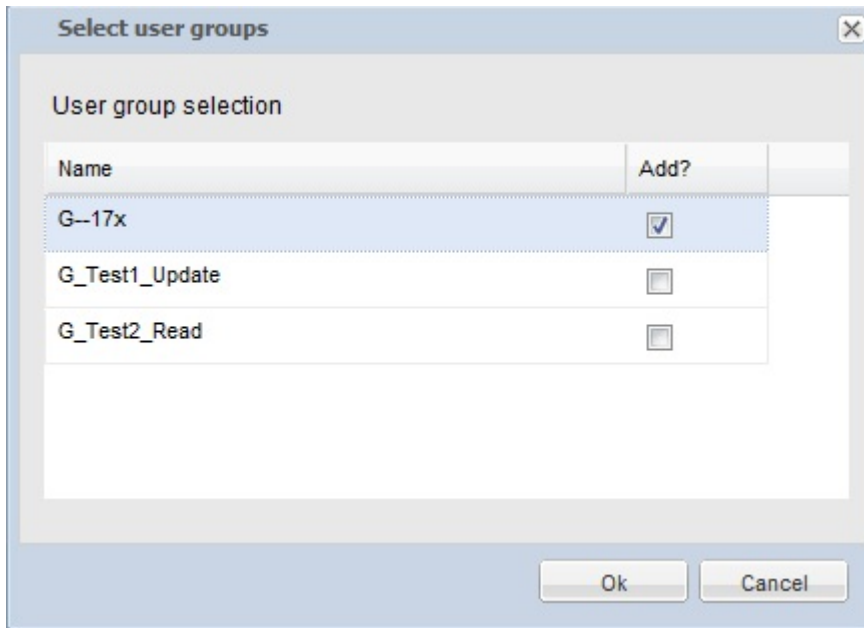 Select user groups
User group selection
Name Add?
G--17x
G_Test1_Update
G_Test2_Read
Ok Cancel